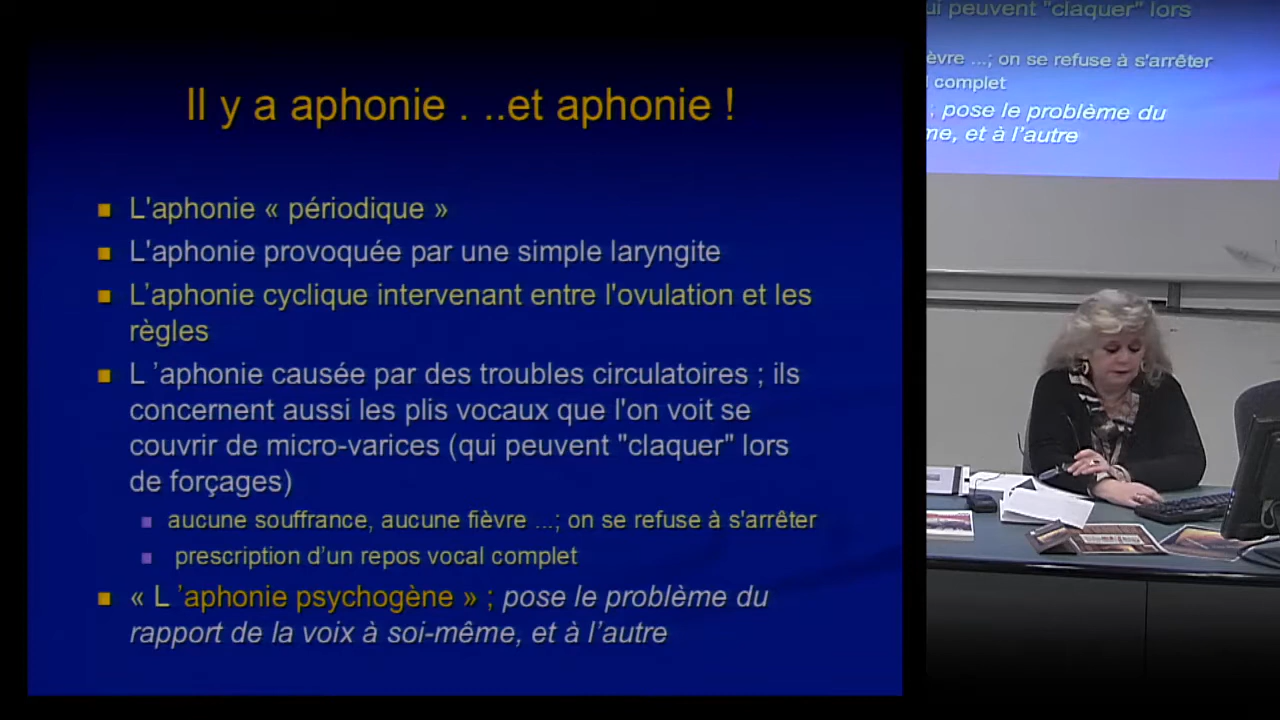 Il y a aphonie . ..et aphonie !
L'aphonie « périodique »
L'aphonie provoquée par une simple laryngite
L’aphonie cyclique intervenant entre l'ovulation et les
règles
L ’aphonie causée par des troubles circulatoires ; ils
concernent aussi les plis vocaux que l'on voit se
couvrir de micro-varices (qui peuvent "claquer" lors
de forçages)
aucune souffrance, aucune fièvre ...; on se refuse à s'arrêter
prescription d’un repos vocal complet
« L ’aphonie psychogène » ; pose le problème du
rapport de la voix à soi-même, et à l’autre
ui peuvent "claquer" lors
ièvre ...; on se refuse à s'arrêter
l complet
; pose le problème du
me, et à l’autre